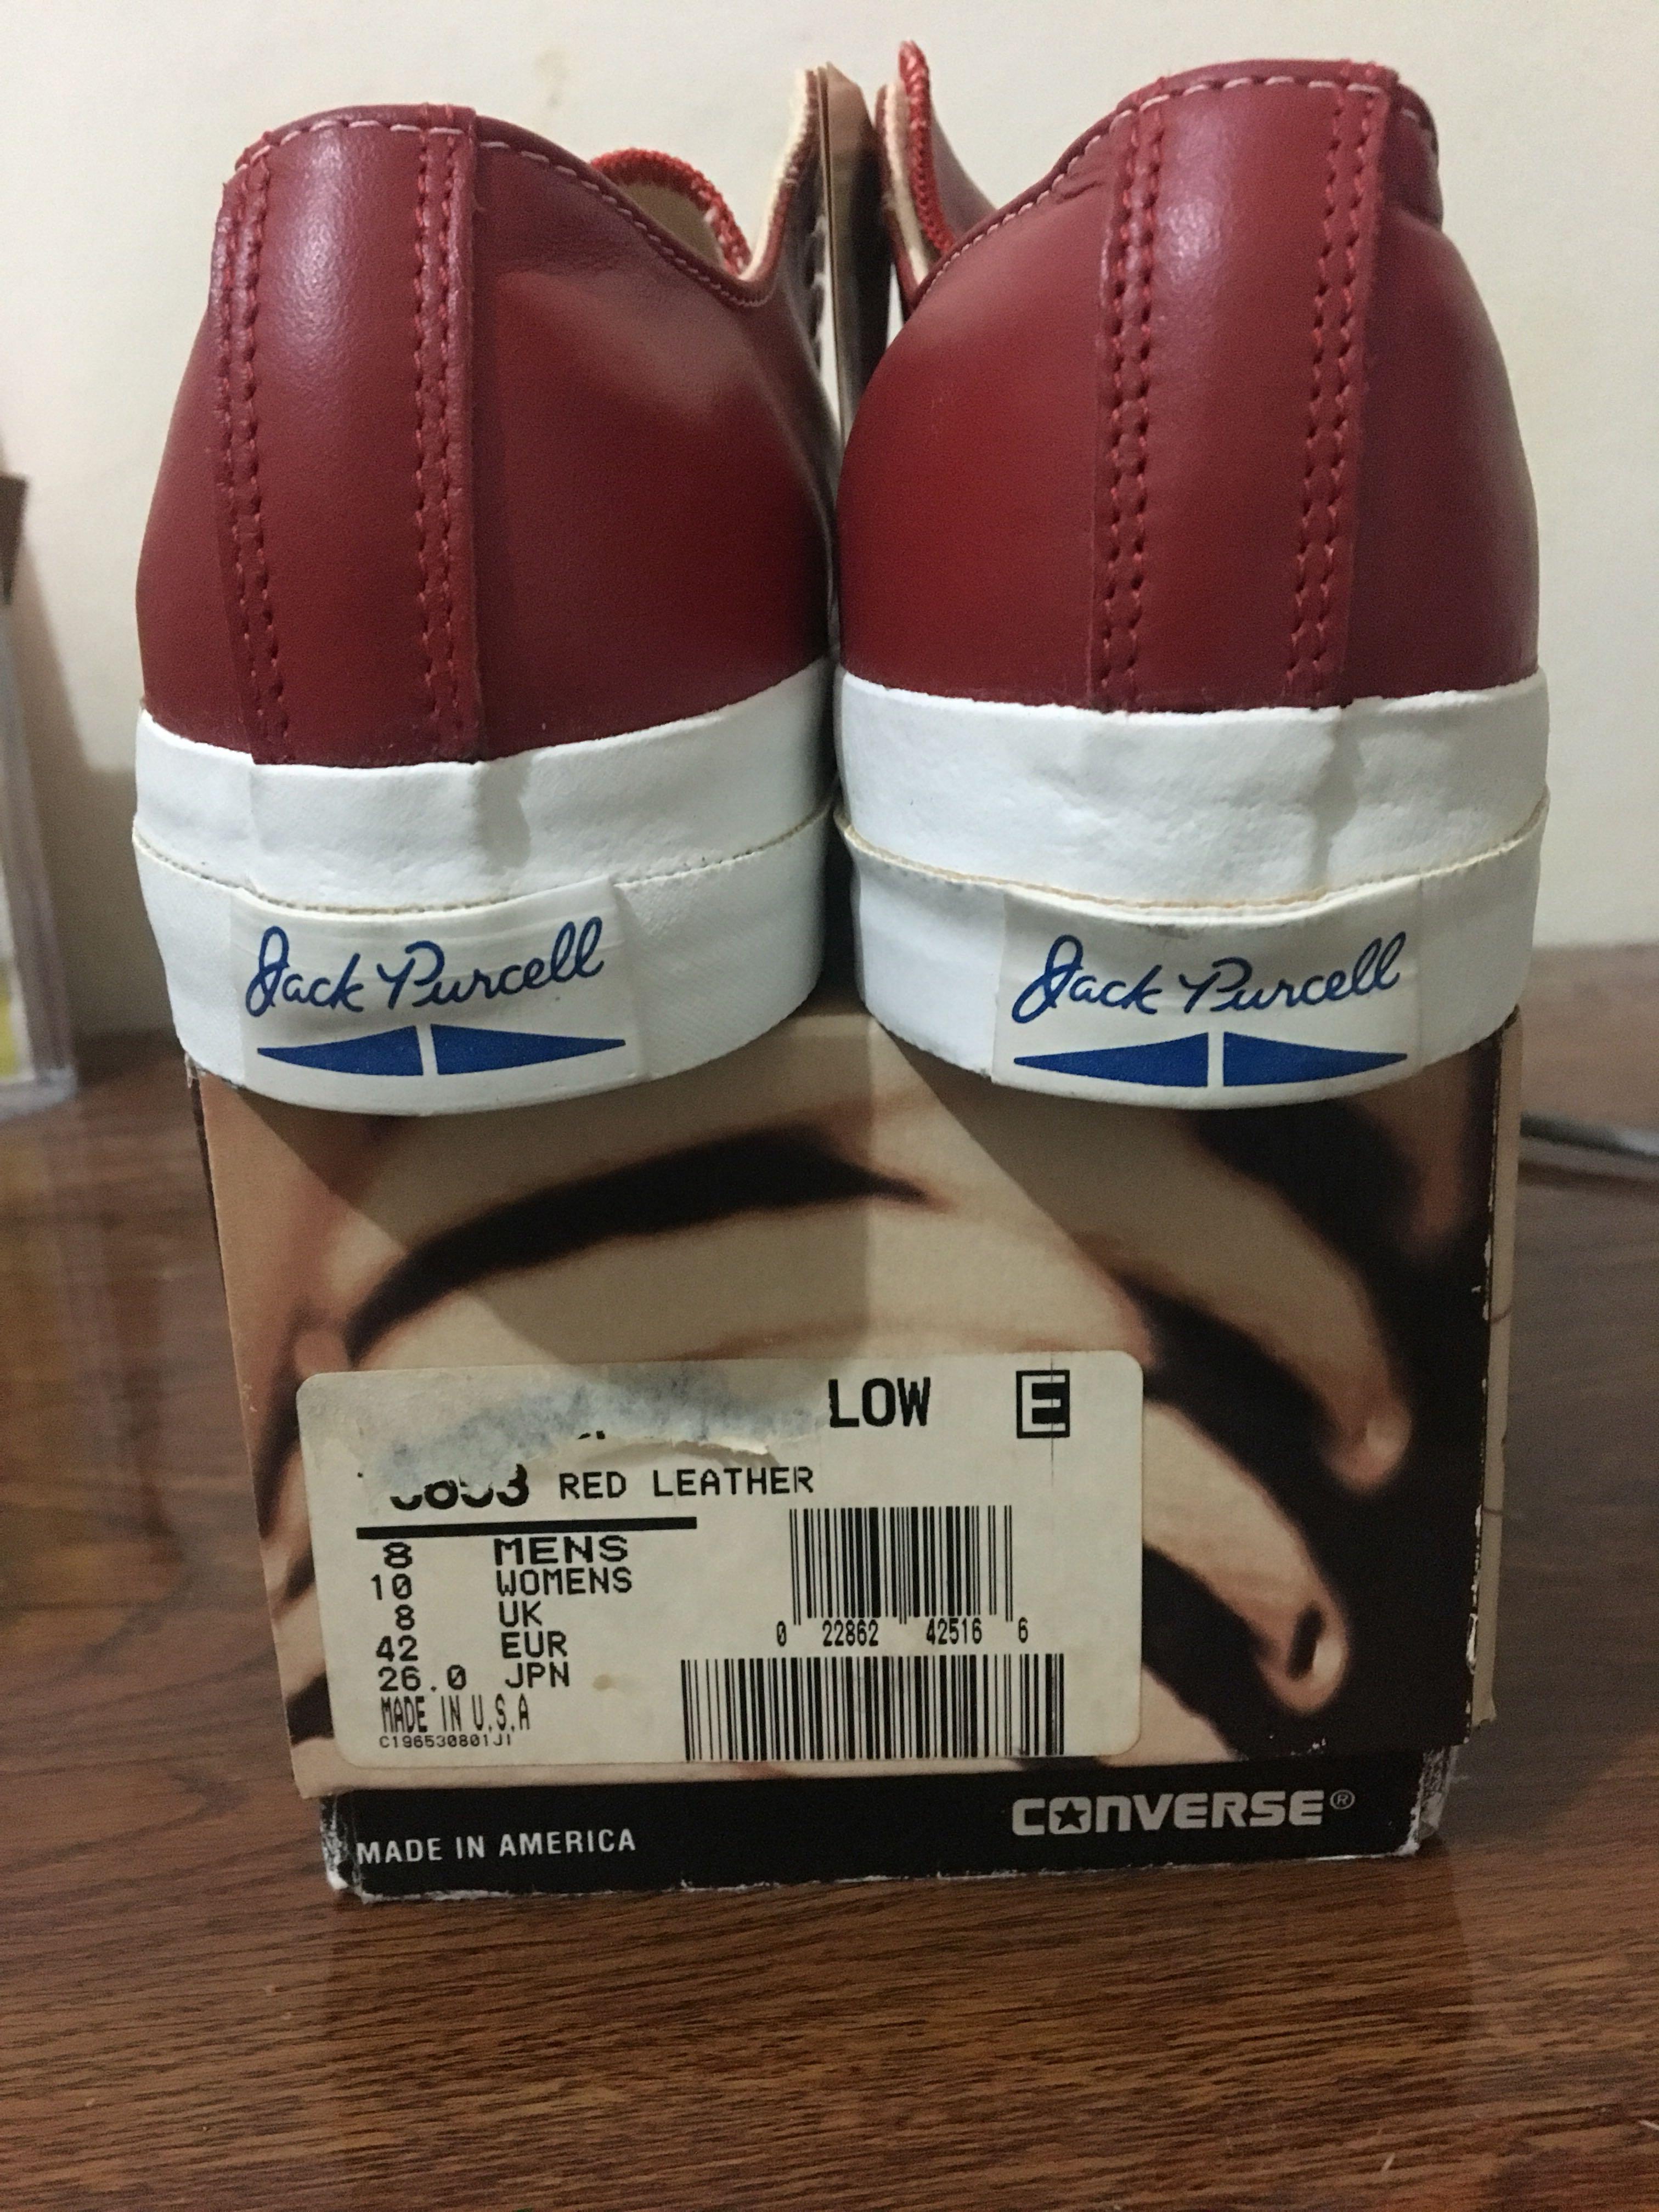 Jack Purcell
Jack Purcell
LOW E
RED LEATHER
8 MENS
10 WOMENS
8 UK
42 EUR
26.0 JPN
MADE IN U.S.A
C196530801JI
0 22862 42516 6
CONVERSE®
MADE IN AMERICA